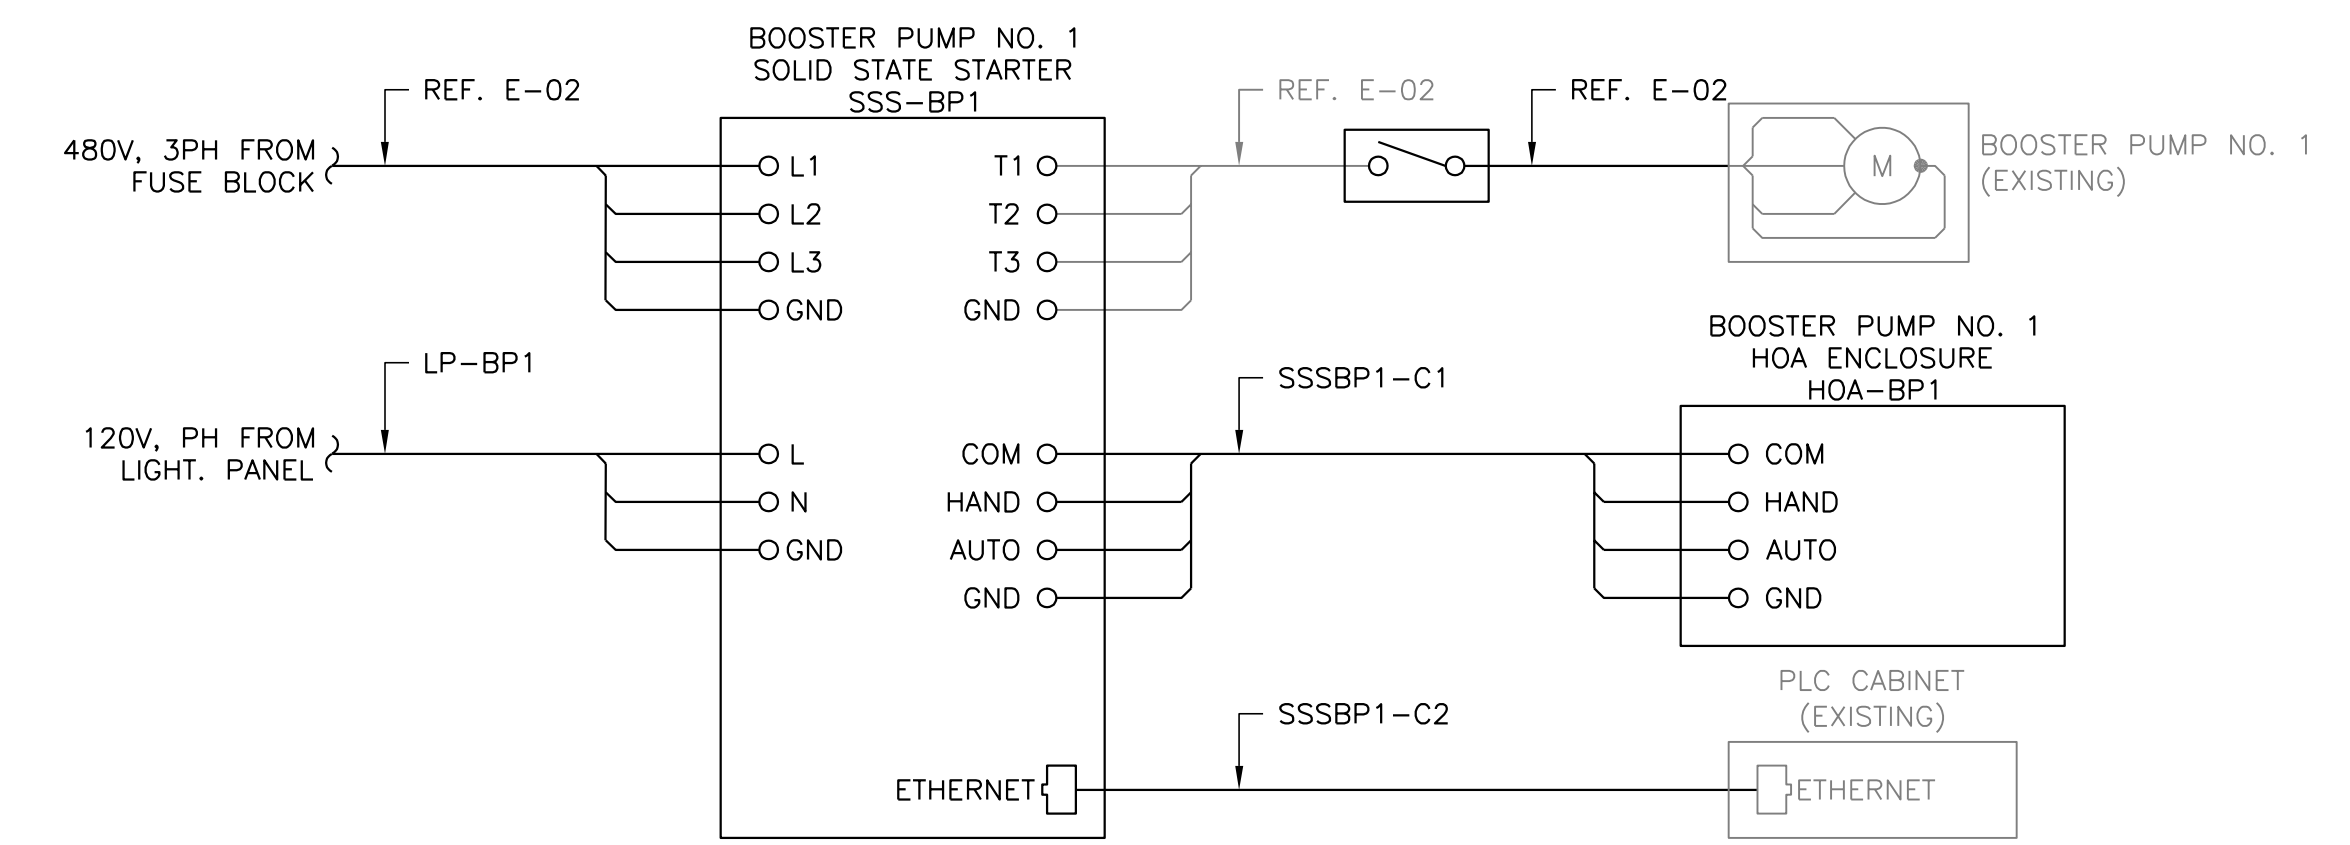 BOOSTER PUMP NO. 1
SOLID STATE STARTER
SSS-BP1
REF. E-02
REF. E-02
REF. E-02
480V, 3PH FROM
FUSE BLOCK
L1
L2
L3
GND
T1
T2
T3
GND
M
BOOSTER PUMP NO. 1
(EXISTING)
LP-BP1
120V, PH FROM
LIGHT. PANEL
L
N
GND
COM
HAND
AUTO
GND
SSSBP1-C1
BOOSTER PUMP NO. 1
HOA ENCLOSURE
HOA-BP1
COM
HAND
AUTO
GND
ETHERNET
SSSBP1-C2
PLC CABINET
(EXISTING)
ETHERNET